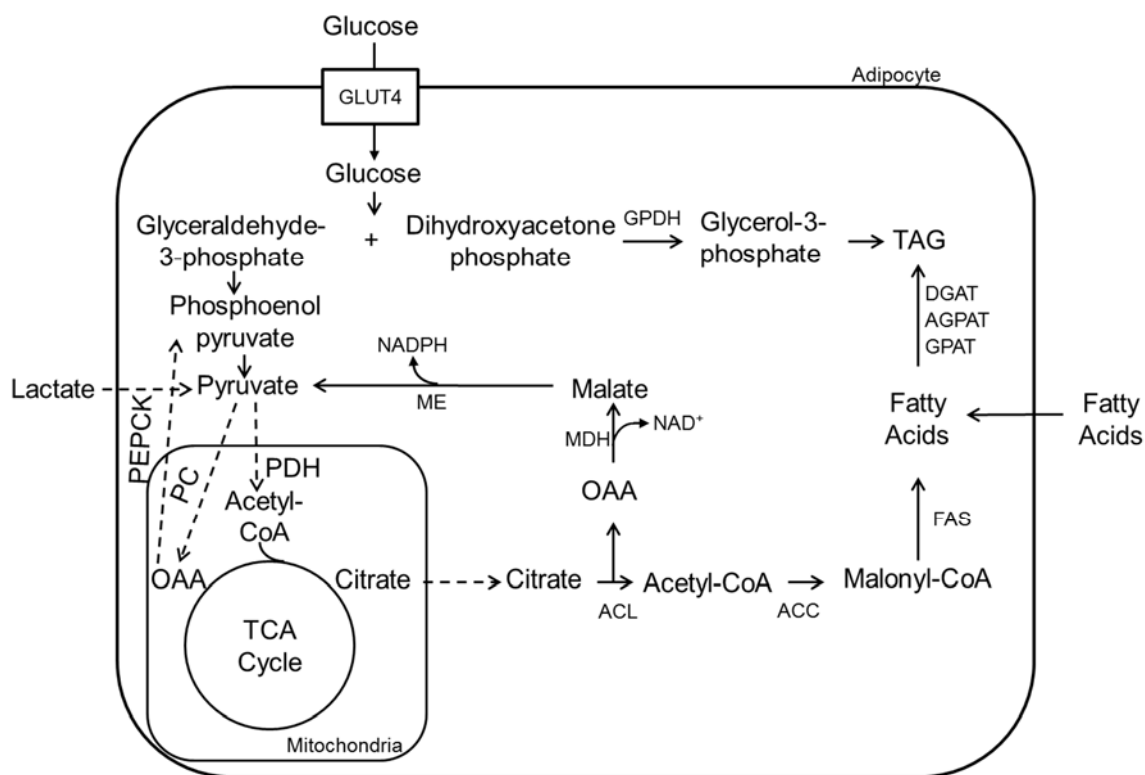 Glucose
Adipocyte
GLUT4
Glucose
Glyceraldehyde-
3-phosphate
+
Dihydroxyacetone
phosphate
GPDH
Glycerol-3-
phosphate
TAG
Phosphoenol
pyruvate
DGAT
AGPAT
GPAT
NADPH
Lactate
Pyruvate
ME
Malate
Fatty
Acids
Fatty
Acids
PEPCK
PC
PDH
MDH
NAD+
Acetyl-
CoA
OAA
FAS
OAA
Citrate
Citrate
ACL
Acetyl-CoA
ACC
Malonyl-CoA
TCA
Cycle
Mitochondria